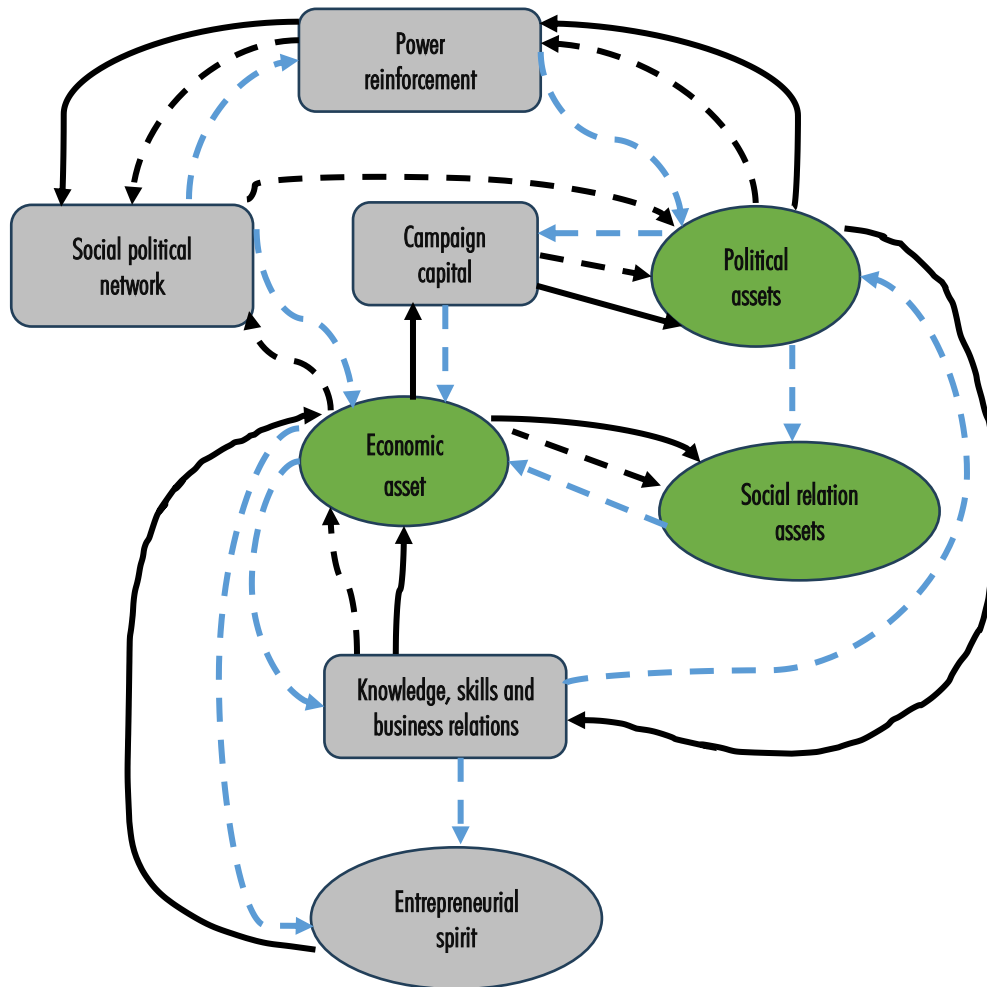 Power
reinforcement
Social political
network
Campaign
capital
Political
assets
Economic
asset
Social relation
assets
Knowledge, skills and
business relations
Entrepreneurial
spirit